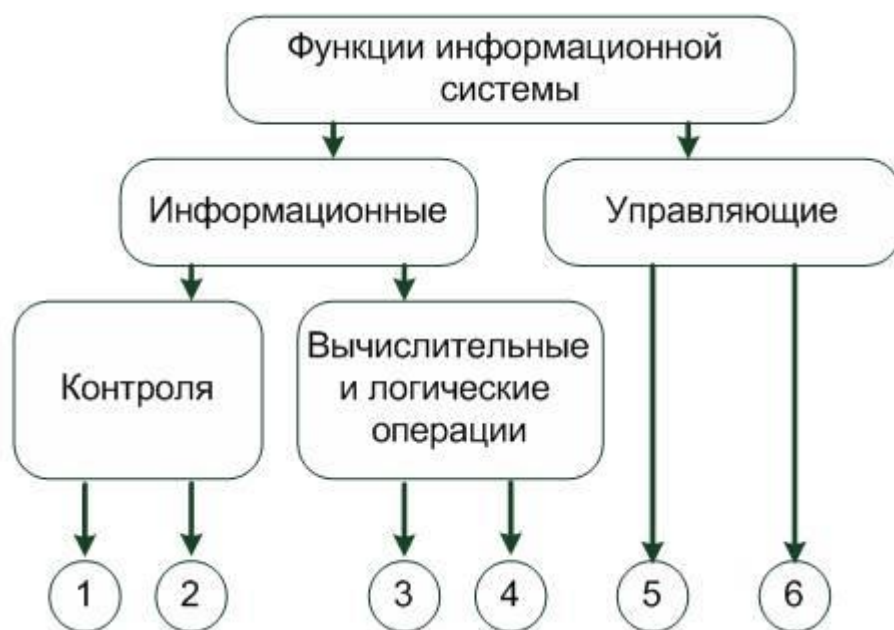 Функции информационной
системы
Информационные
Управляющие
Контроля
Вычислительные
и логические
операции
1
2
3
4
5
6